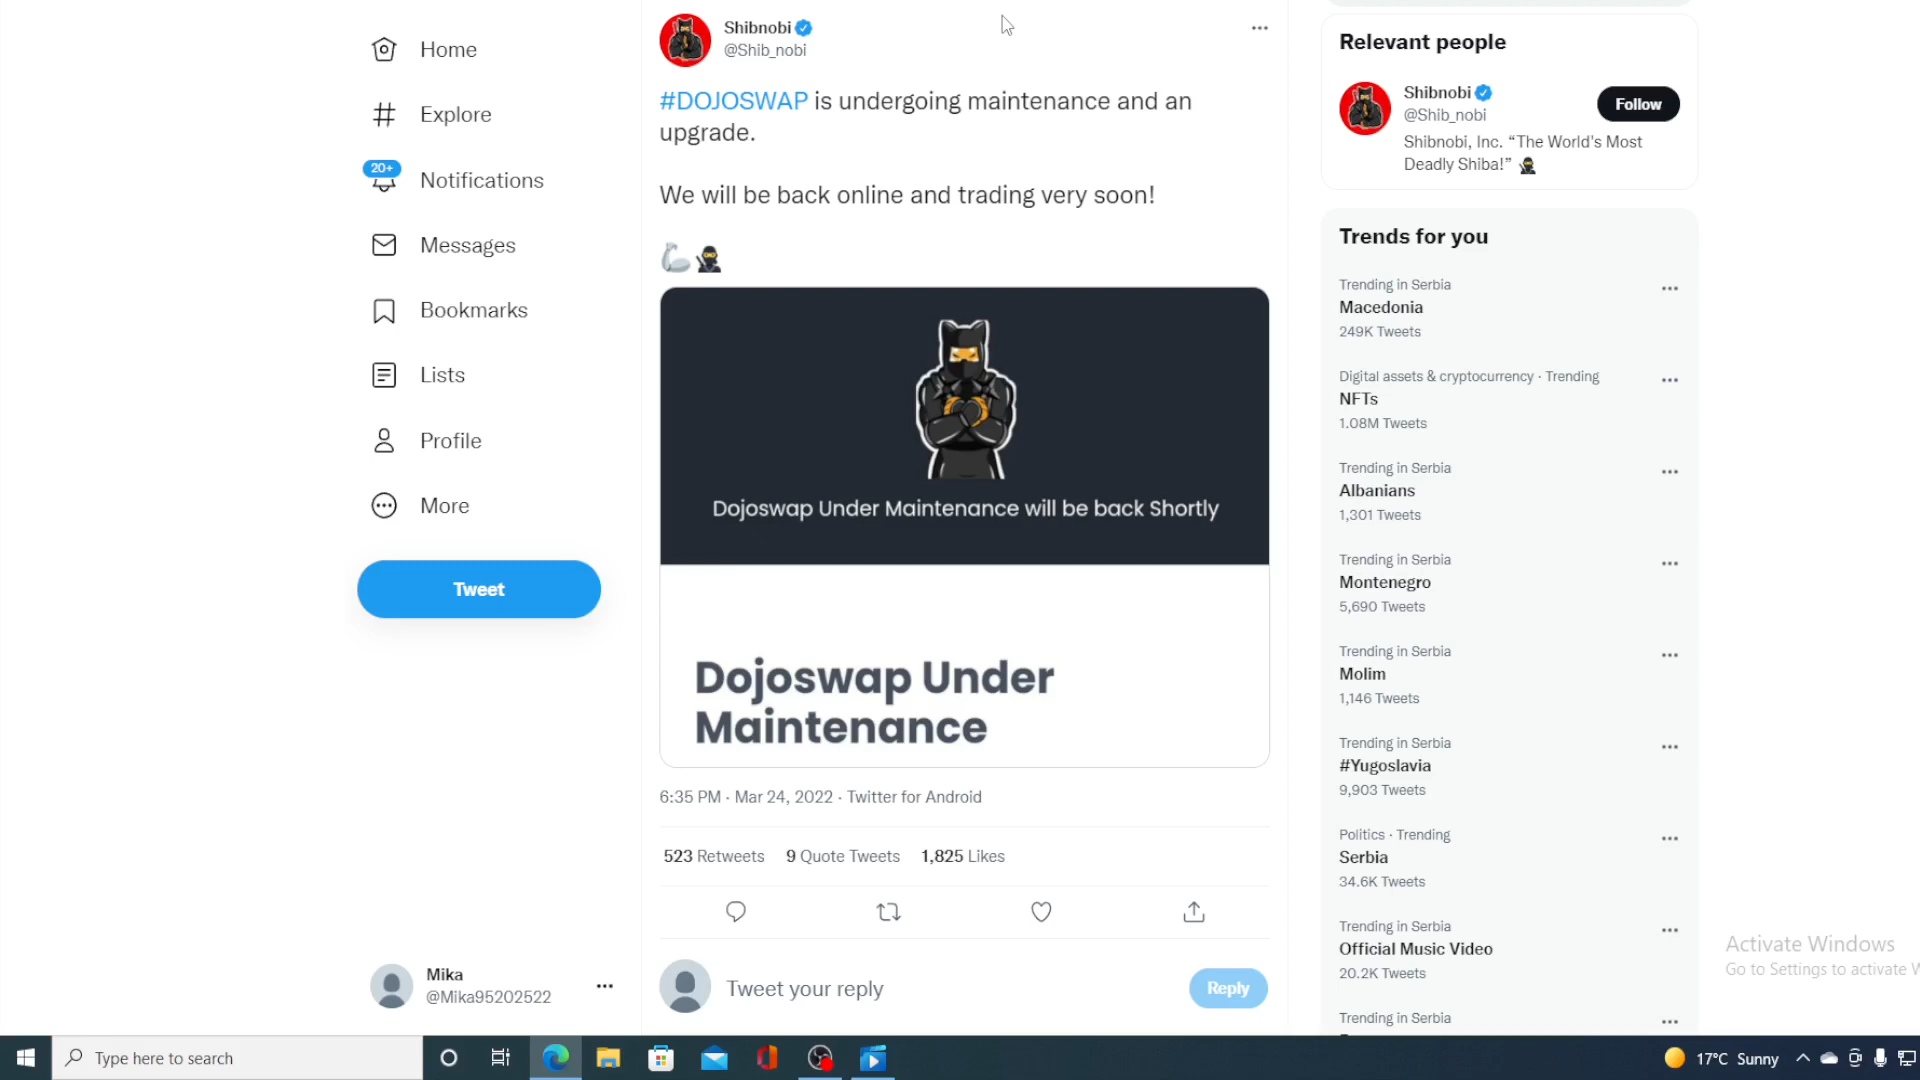 Home
Explore
20+
Notifications
Messages
Bookmarks
Lists
Profile
More
Tweet
Mika
@Mika95202522
Shibnobi
@Shib_nobi
#DOJOSWAP is undergoing maintenance and an
upgrade.
We will be back online and trading very soon!
Dojoswap Under Maintenance will be back Shortly
Dojoswap Under
Maintenance
6:35 PM · Mar 24, 2022 · Twitter for Android
523 Retweets 9 Quote Tweets 1,825 Likes
Tweet your reply
Reply
Relevant people
Shibnobi
@Shib_nobi
Follow
Shibnobi, Inc. “The World's Most
Deadly Shiba!”
Trends for you
Trending in Serbia
Macedonia
249K Tweets
Digital assets & cryptocurrency · Trending
NFTs
1.08M Tweets
Trending in Serbia
Albanians
1,301 Tweets
Trending in Serbia
Montenegro
5,690 Tweets
Trending in Serbia
Molim
1,146 Tweets
Trending in Serbia
#Yugoslavia
9,903 Tweets
Politics · Trending
Serbia
34.6K Tweets
Trending in Serbia
Official Music Video
20.2K Tweets
Trending in Serbia
Activate Windows
Go to Settings to activate
Type here to search
17°C Sunny